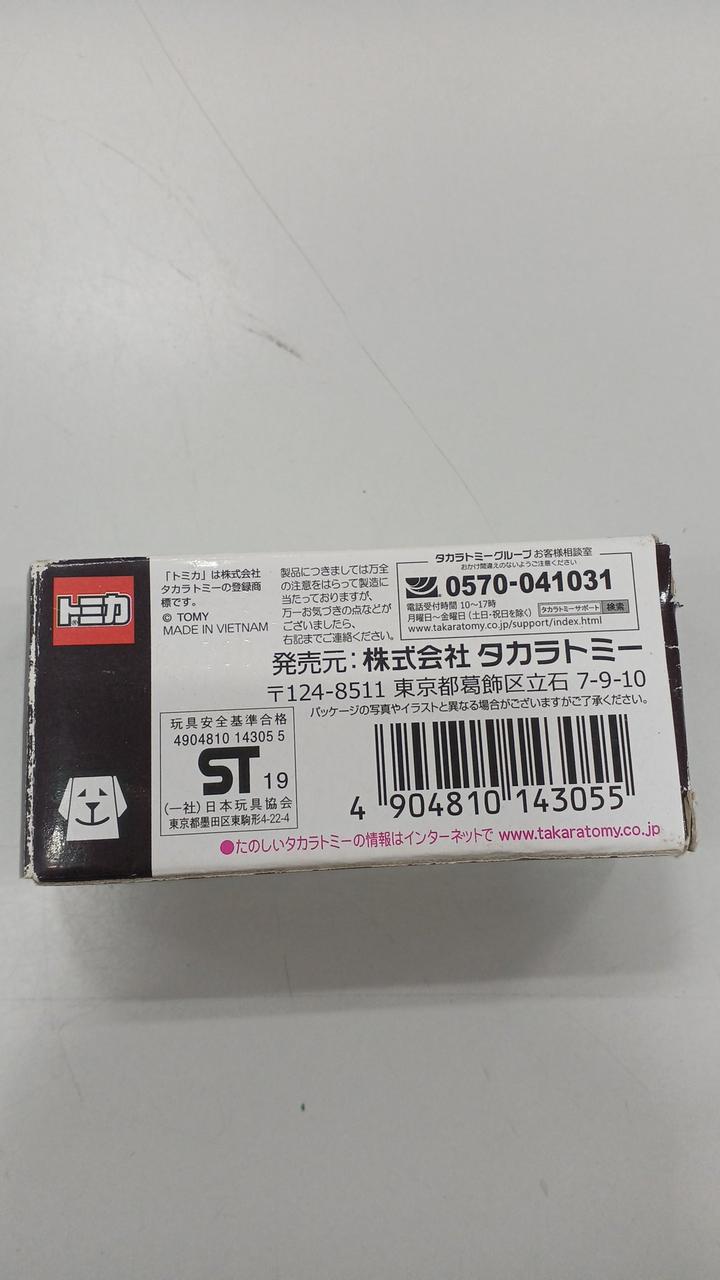 トミカ
®
「トミカ」は株式会社
タカラトミーの登録商
標です。
© TOMY
MADE IN VIETNAM
製品につきましては万全
の注意をはらって製造に
当たっておりますが、
万一お気づきの点などが
ございましたら、
右記までご連絡ください。
タカラトミーグループ お客様相談室
おかけ間違えのないようご注意ください
0570-041031
電話受付時間 10〜17時
月曜日〜金曜日(土日・祝日を除く)
タカラトミーサポート 検索
www.takaratomy.co.jp/support/index.html
発売元:株式会社 タカラトミー
〒124-8511 東京都葛飾区立石 7-9-10
パッケージの写真やイラストと異なる場合がございますがご了承ください。
玩具安全基準合格
4904810 14305 5
ST 19
(一社)日本玩具協会
東京都墨田区東駒形4-22-4
4 904810 143055
●たのしいタカラトミーの情報はインターネットで www.takaratomy.co.jp